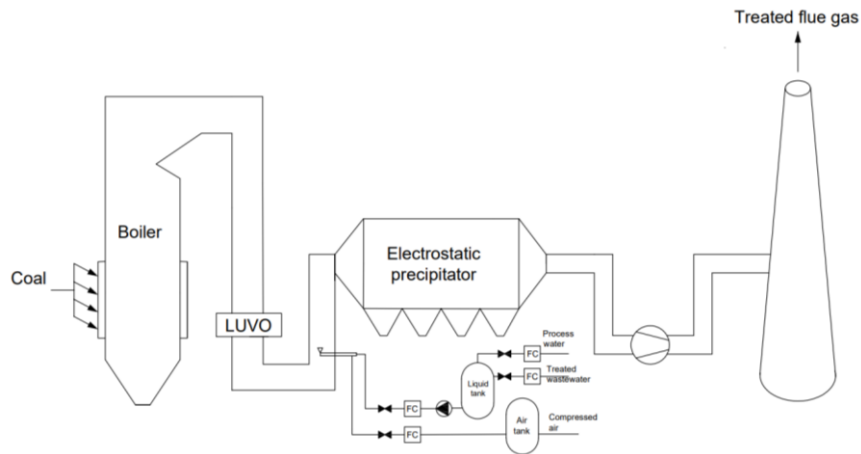 Treated flue gas
Boiler
Electrostatic
precipitator
Coal
LUVO
Process
water
FC
Liquid
tank
Treated
wastewater
FC
FC
Air
tank
Compressed
air
FC